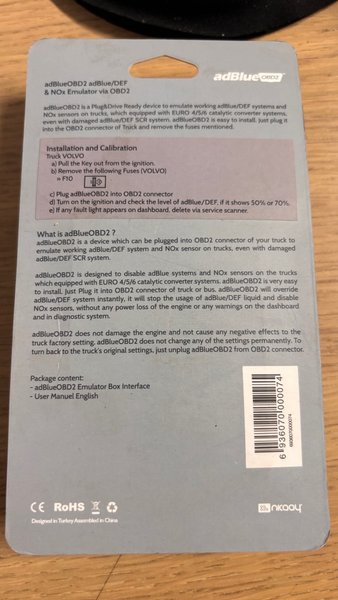 adBlueOBD2 adBlue/DEF
& NOx Emulator via OBD2
adBlue OBD2
adBlueOBD2 is a Plug&Drive Ready device to emulate working adBlue/DEF systems and
NOx sensors on trucks, which equipped with EURO 4/5/6 catalytic converter systems,
even with damaged adBlue/DEF SCR system. adBlueOBD2 is easy to install. Just plug it
into the OBD2 connector of Truck and remove the fuses mentioned.
Installation and Calibration
Truck VOLVO
a) Pull the Key out from the ignition.
b) Remove the following Fuses (VOLVO)
= F10
c) Plug adBlueOBD2 into OBD2 connector
d) Turn on the ignition and check the level of adBlue/DEF, if it shows 50% or 70%.
e) If any fault light appears on dashboard, delete via service scanner.
What is adBlueOBD2 ?
adBlueOBD2 is a device which can be plugged into OBD2 connector of your truck to
emulate working adBlue/DEF system and NOx sensor on trucks, even with damaged
adBlue/DEF SCR system.
adBlueOBD2 is designed to disable adBlue systems and NOx sensors on the trucks
which equipped with EURO 4/5/6 catalytic converter systems. adBlueOBD2 is very easy
to install, Just Plug it into OBD2 connector of truck or bus. adBlueOBD2 will override
adBlue/DEF system instantly, it will stop the usage of adBlue/DEF liquid and disable
NOx sensors, without any power loss of the engine or any warnings on the dashboard
and in diagnostic system.
adBlueOBD2 does not damage the engine and not cause any negative effects to the
truck factory setting. adBlueOBD2 does not change any of the settings permanently. To
turn back to the truck's original settings, just unplug adBlueOBD2 from OBD2 connector.
Package content:
- adBlueOBD2 Emulator Box Interface
- User Manuel English
6 936070 000074
6936070000074
CE RoHS
Designed in Turkey Assembled in China